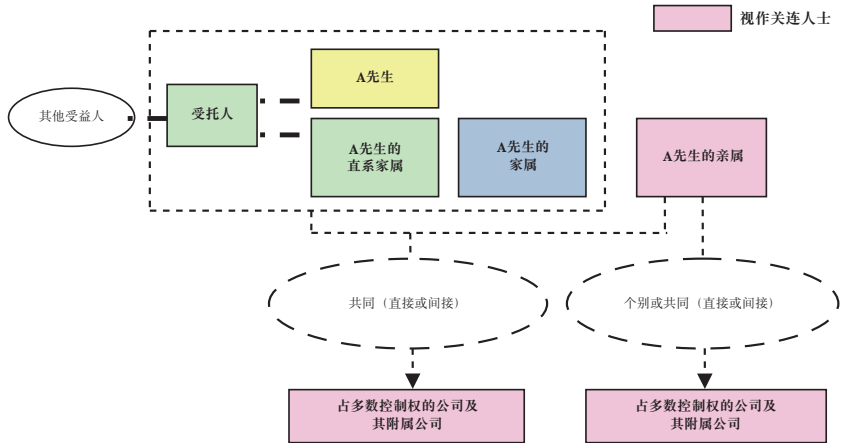 视作关连人士
A先生
其他受益人
受托人
A先生的
直系家属
A先生的
家属
A先生的亲属
共同（直接或间接）
个别或共同（直接或间接）
占多数控制权的公司及
其附属公司
占多数控制权的公司及
其附属公司